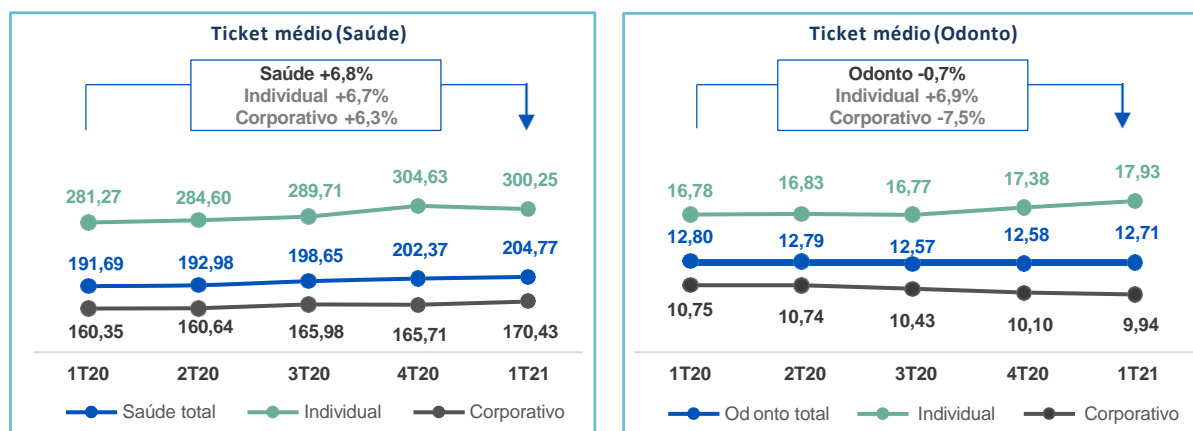 Ticket médio (Saúde)
Saúde +6,8%
Individual +6,7%
Corporativo +6,3%
281,27 284,60 289,71 304,63 300,25
191,69 192,98 198,65 202,37 204,77
160,35 160,64 165,98 165,71 170,43
1T20 2T20 3T20 4T20 1T21
Saúde total Individual Corporativo
Ticket médio (Odonto)
Odonto -0,7%
Individual +6,9%
Corporativo -7,5%
16,78 16,83 16,77 17,38 17,93
12,80 12,79 12,57 12,58 12,71
10,75 10,74 10,43 10,10 9,94
1T20 2T20 3T20 4T20 1T21
Od onto total Individual Corporativo